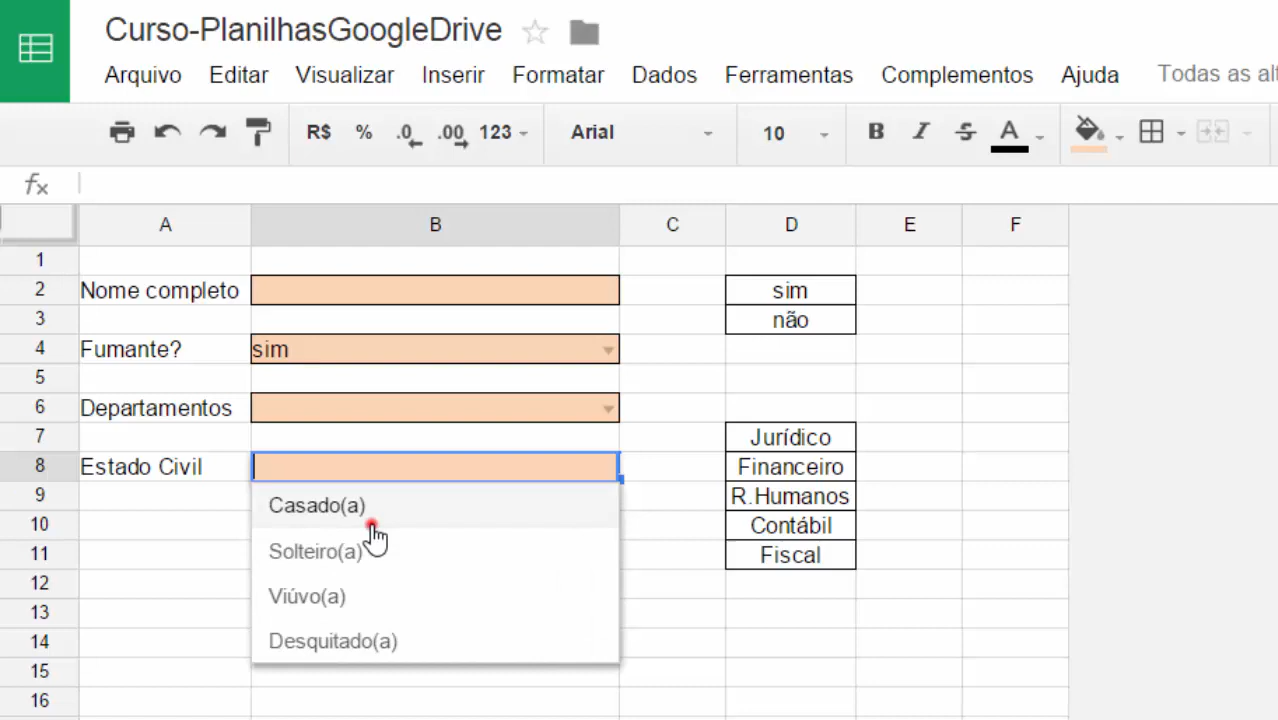 Curso-PlanilhasGoogleDrive
Arquivo Editar Visualizar Inserir Formatar Dados Ferramentas Complementos Ajuda Todas as alt
R$ % .0 .00 123 Arial 10 B I S A
fx
A B C D E F
1
2 Nome completo sim
3 não
4 Fumante? sim
5
6 Departamentos
7 Jurídico
8 Estado Civil Financeiro
9 Casado(a) R.Humanos
10 Contábil
11 Solteiro(a) Fiscal
12 Viúvo(a)
13
14 Desquitado(a)
15
16